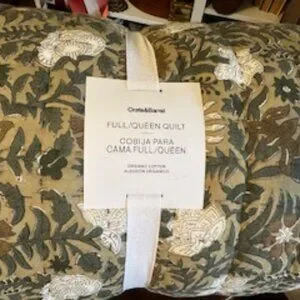 Crate&Barrel
FULL/QUEEN QUILT
COBIJA PARA
CAMA FULL/QUEEN
ORGANIC COTTON
ALGODÓN ORGÁNICO